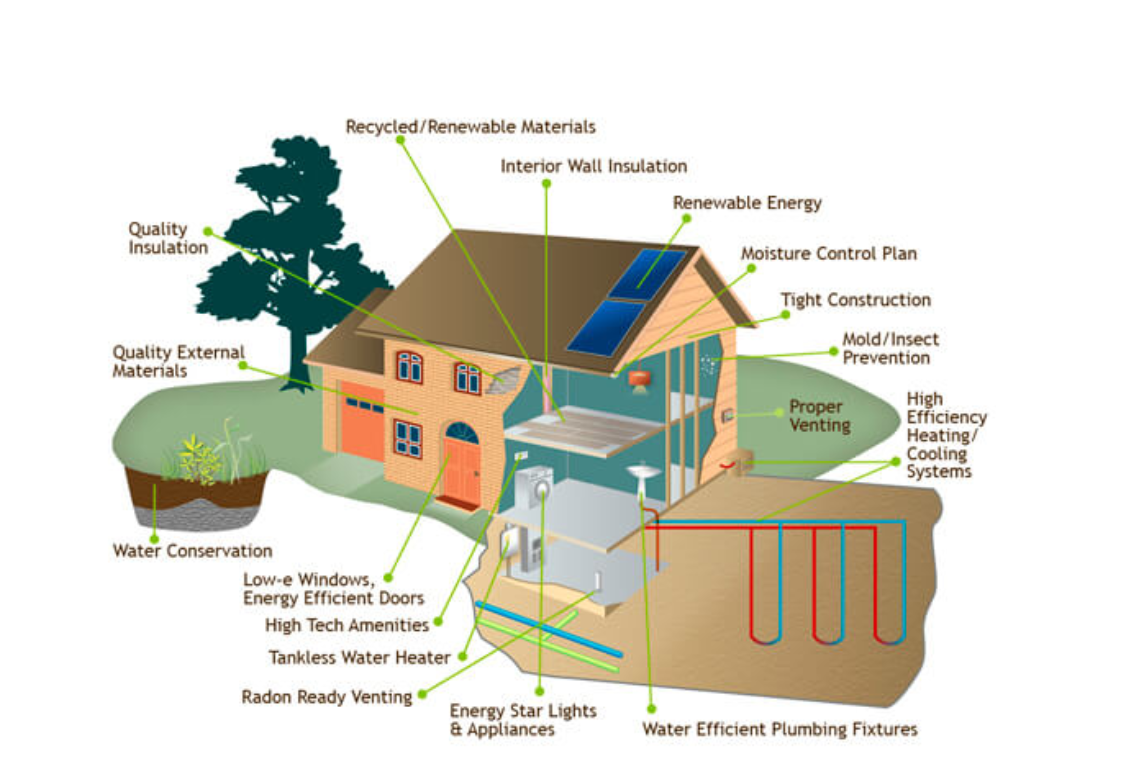 Recycled/Renewable Materials
Interior Wall Insulation
Renewable Energy
Quality
Insulation
Moisture Control Plan
Tight Construction
Mold/Insect
Prevention
Quality External
Materials
Proper
Venting
High
Efficiency
Heating/
Cooling
Systems
Water Conservation
Low-e Windows,
Energy Efficient Doors
High Tech Amenities
Tankless Water Heater
Radon Ready Venting
Energy Star Lights
& Appliances
Water Efficient Plumbing Fixtures